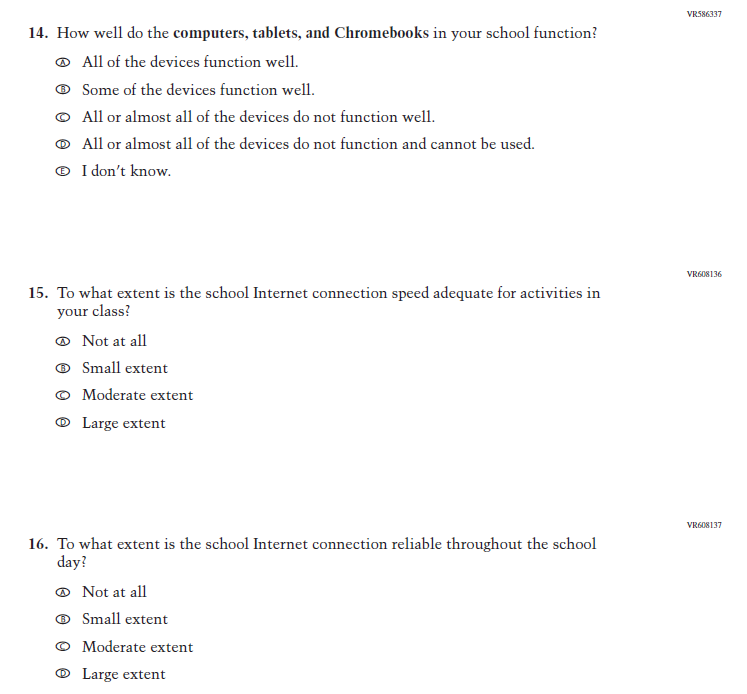 VR586337
14. How well do the computers, tablets, and Chromebooks in your school function?
A All of the devices function well.
B Some of the devices function well.
C All or almost all of the devices do not function well.
D All or almost all of the devices do not function and cannot be used.
E I don't know.
VR608136
15. To what extent is the school Internet connection speed adequate for activities in
your class?
A Not at all
B Small extent
C Moderate extent
D Large extent
VR608137
16. To what extent is the school Internet connection reliable throughout the school
day?
A Not at all
B Small extent
C Moderate extent
D Large extent